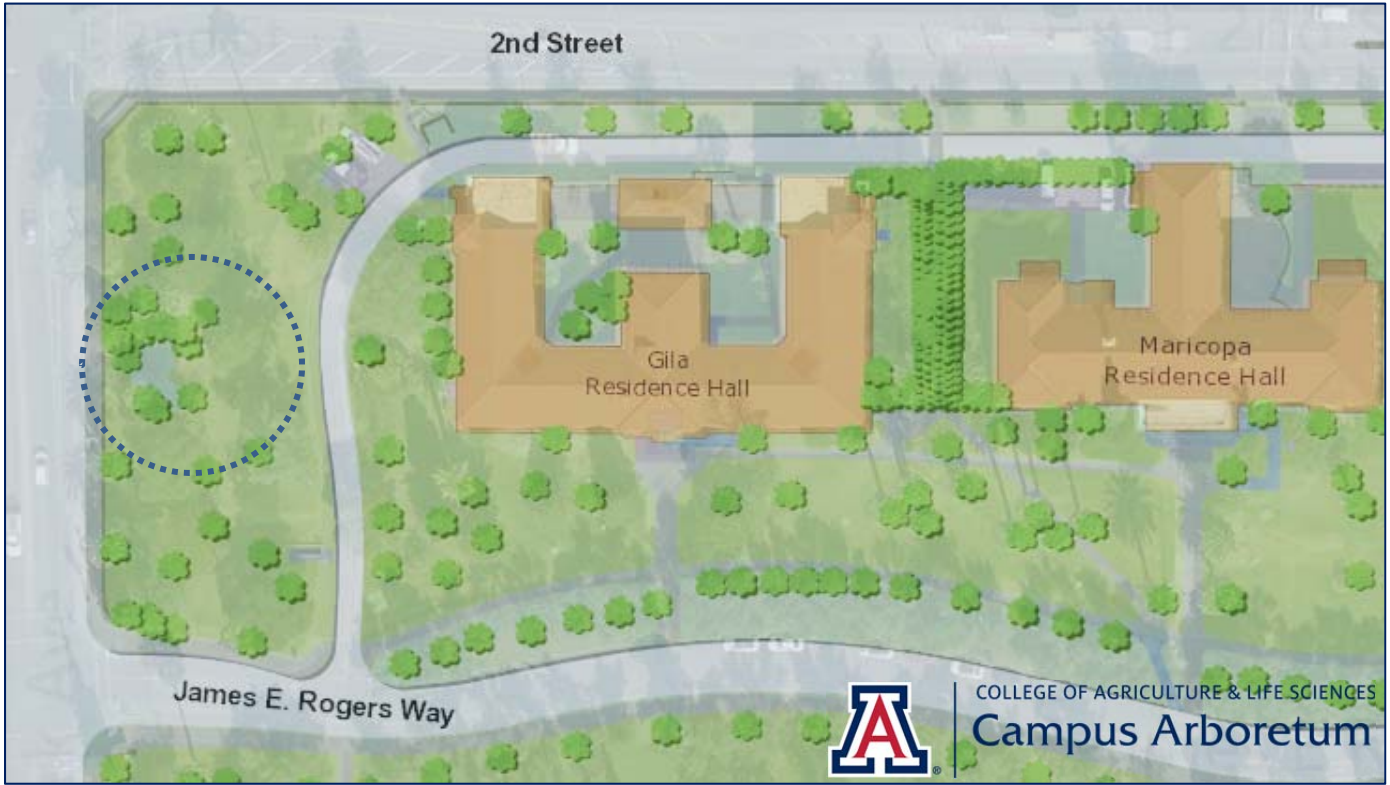 2nd Street
Gila
Residence Hall
Maricopa
Residence Hall
James E. Rogers Way
A
®
COLLEGE OF AGRICULTURE & LIFE SCIENCES
Campus Arboretum